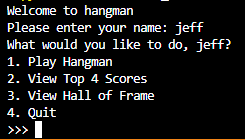 Welcome to hangman
Please enter your name: jeff
What would you like to do, jeff?
1. Play Hangman
2. View Top 4 Scores
3. View Hall of Frame
4. Quit
>>>